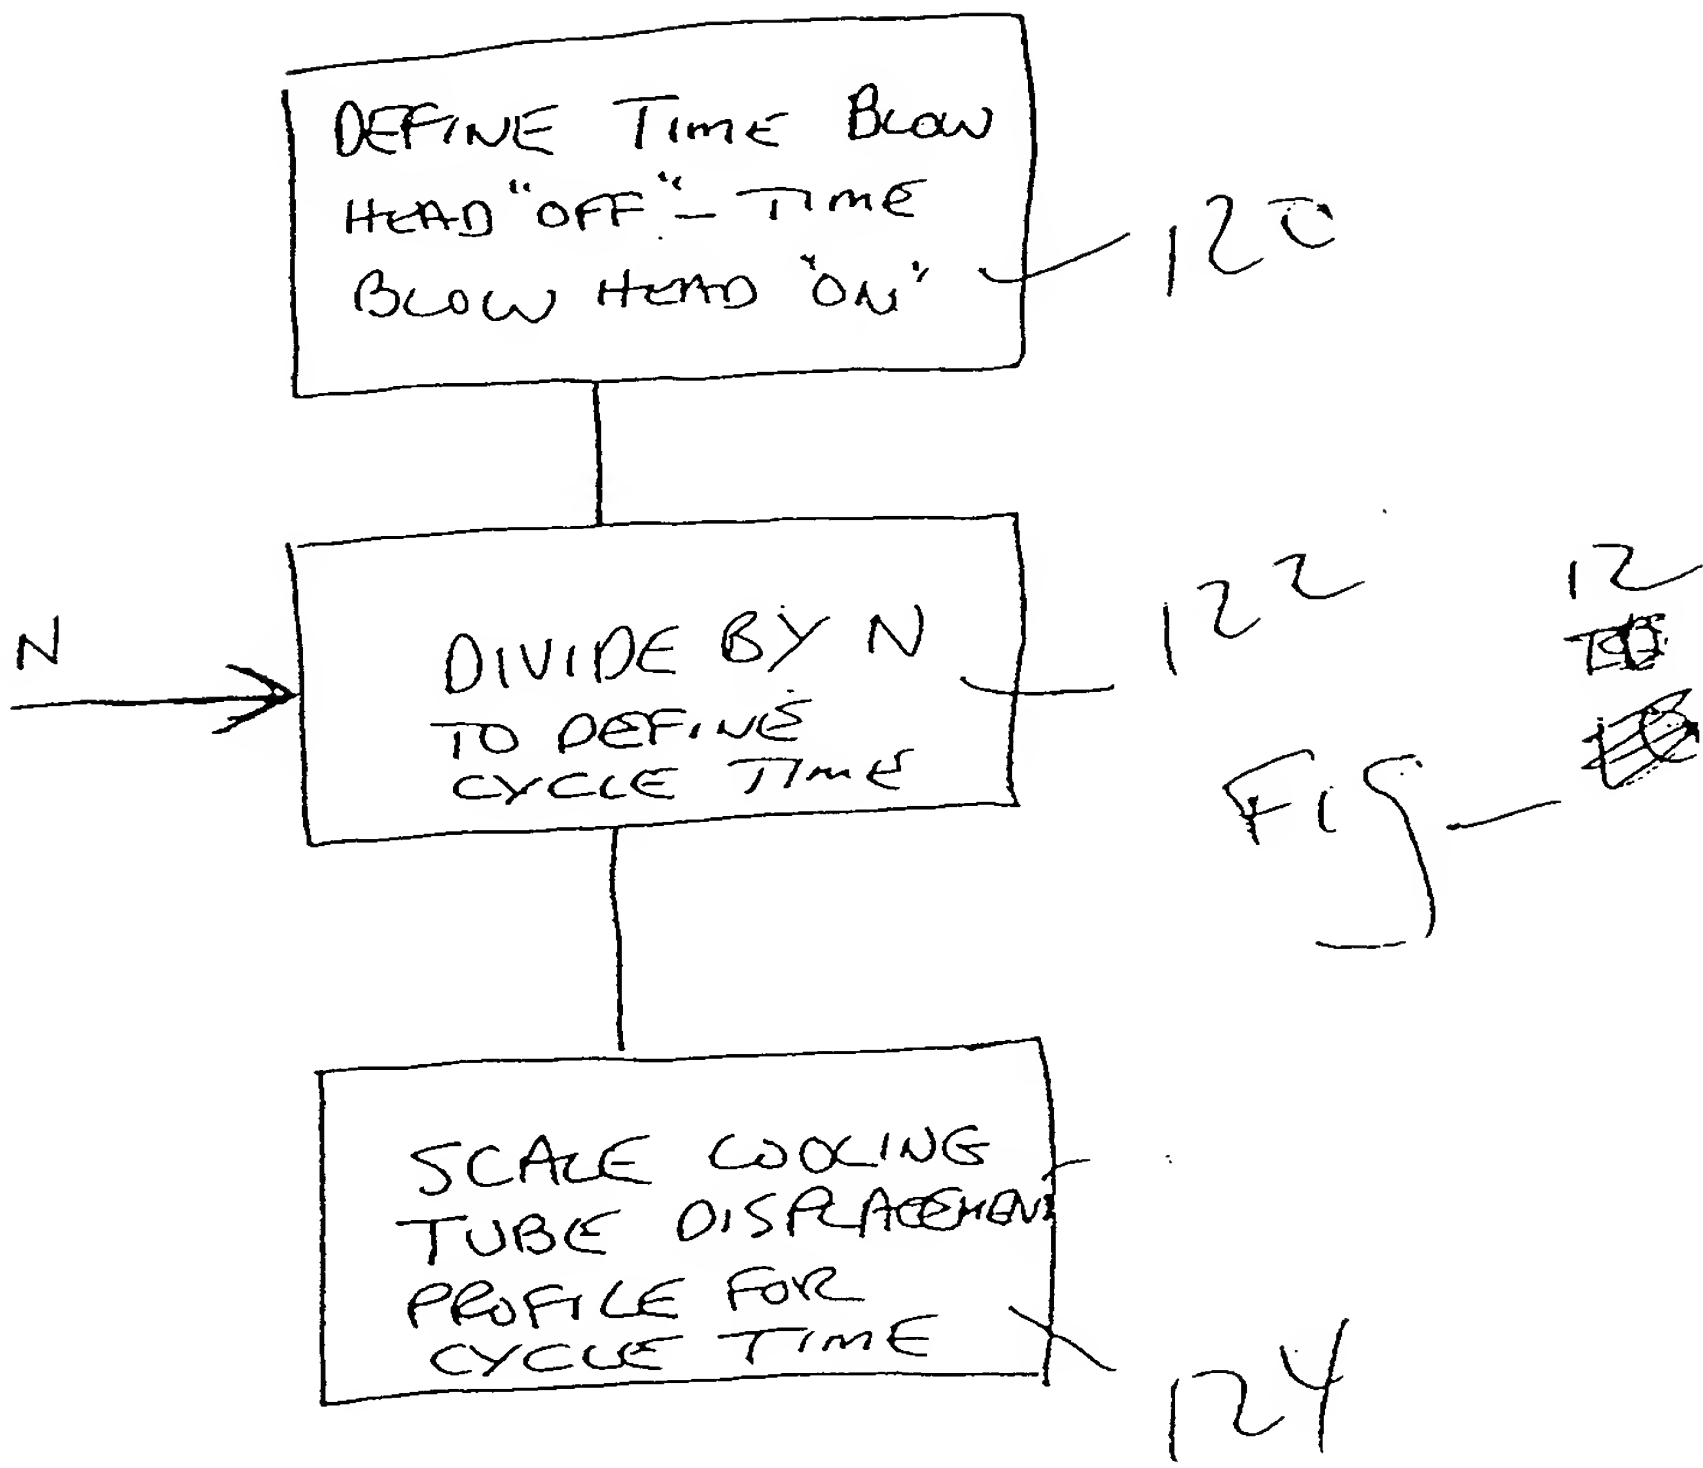 DEFINE TIME BLOW
HEAD "OFF" - TIME
BLOW HEAD "ON"
120
N
DIVIDE BY N
TO DEFINE
CYCLE TIME
122
12
Fig
SCALE COOLING
TUBE DISPLACEMENT
PROFILE FOR
CYCLE TIME
124